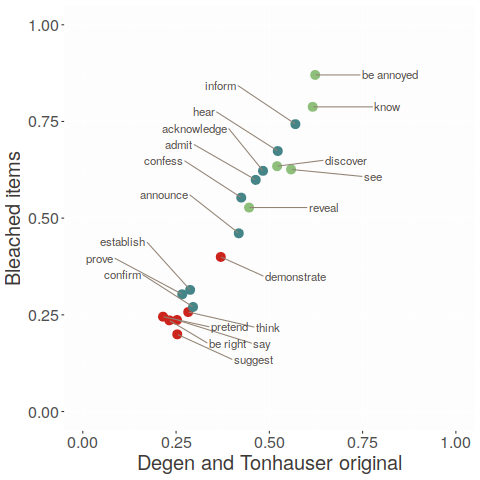 1.00
be annoyed
inform
know
hear
0.75
acknowledge
admit
discover
confess
see
announce
reveal
0.50
establish
prove
confirm
demonstrate
0.25
pretend
think
be right
say
suggest
0.00
0.00 0.25 0.50 0.75 1.00
Degen and Tonhauser original
Bleached items